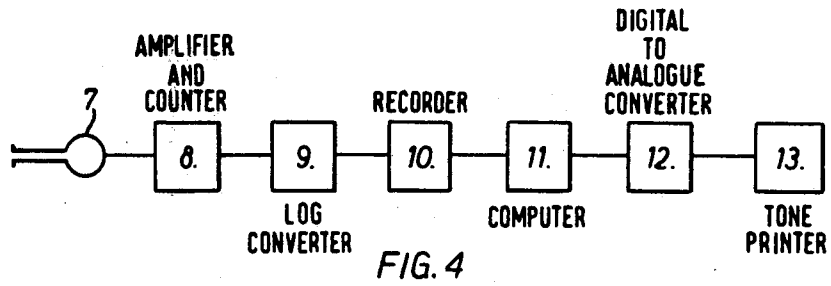 7
AMPLIFIER
AND
COUNTER
8.
9.
LOG
CONVERTER
RECORDER
10.
11.
COMPUTER
DIGITAL
TO
ANALOGUE
CONVERTER
12.
13.
TONE
PRINTER
FIG. 4